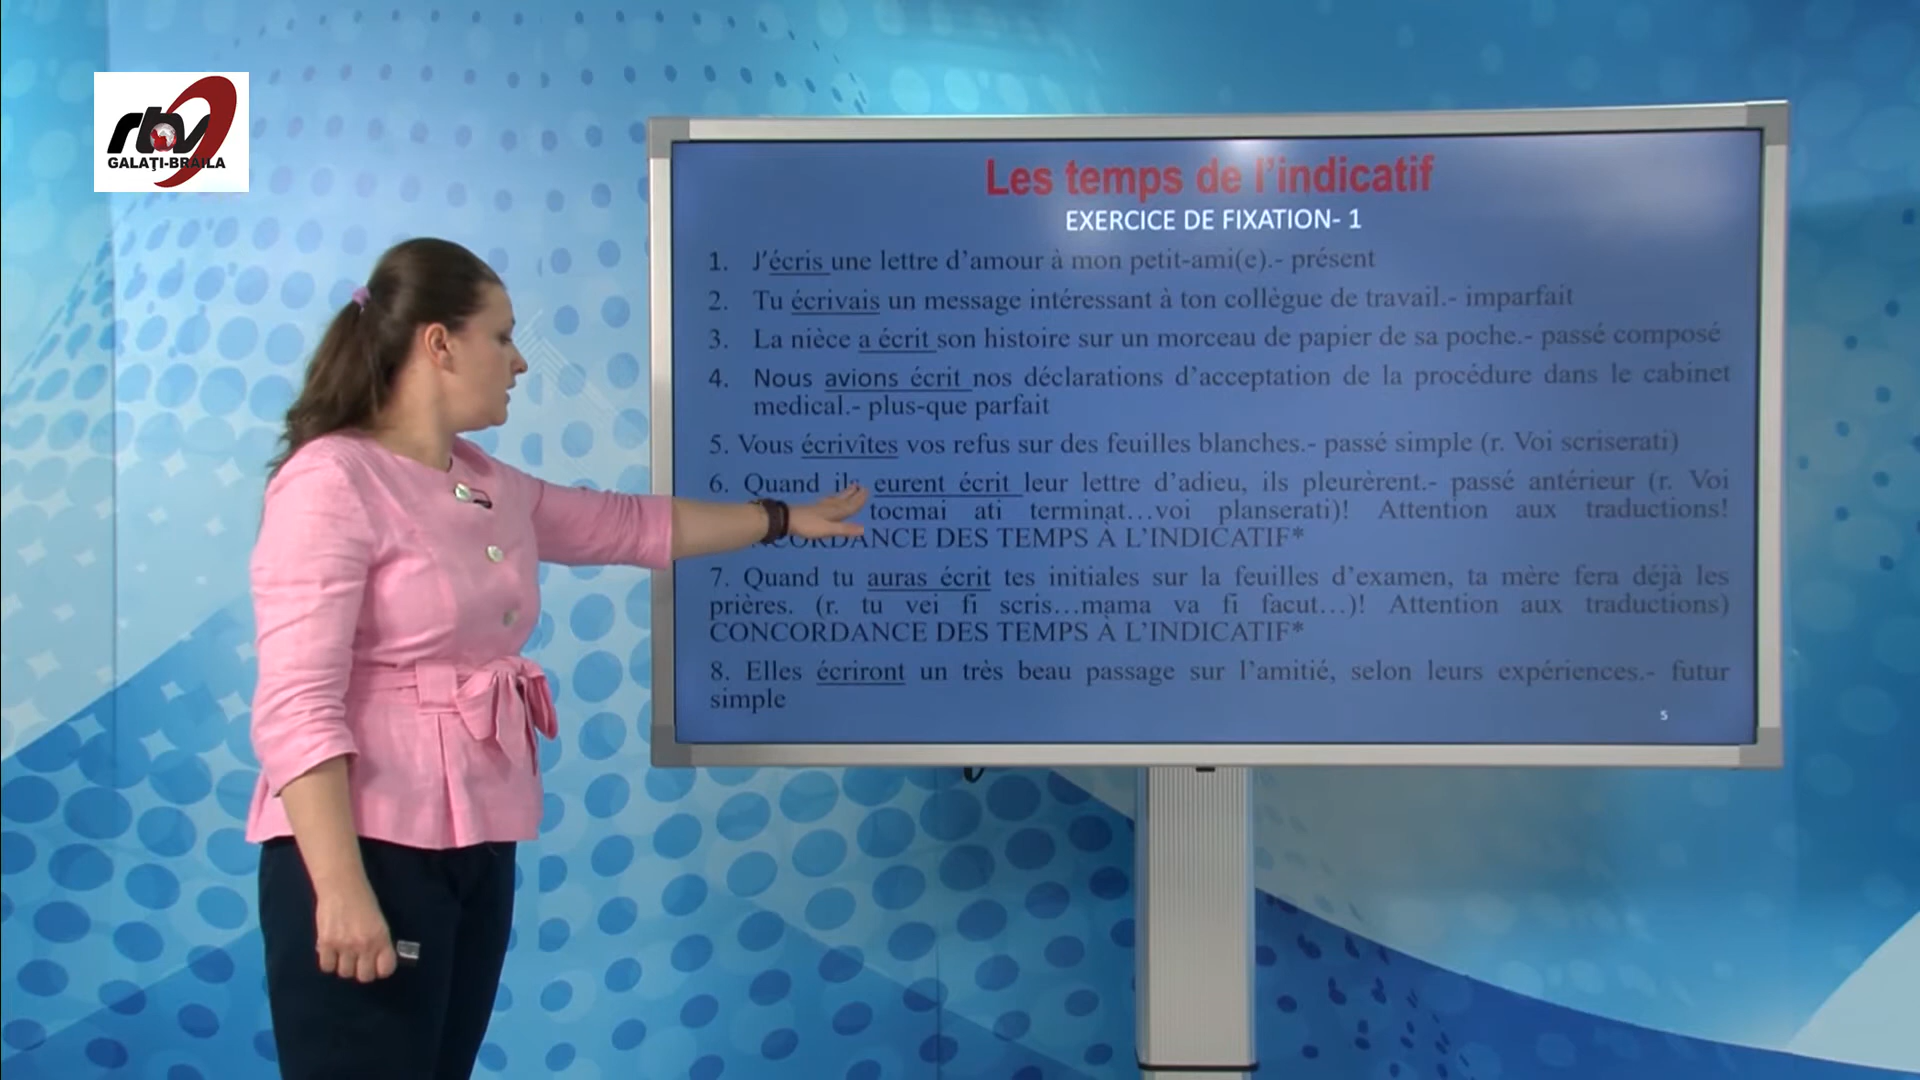 rtv
GALAŢI-BRĂILA
Les temps de l'indicatif
EXERCICE DE FIXATION- 1
1. J'écris une lettre d'amour à mon petit-ami(e).- présent
2. Tu écrivais un message intéressant à ton collègue de travail.- imparfait
3. La nièce a écrit son histoire sur un morceau de papier de sa poche.- passé composé
4. Nous avions écrit nos déclarations d'acceptation de la procédure dans le cabinet
medical.- plus-que parfait
5. Vous écrivîtes vos refus sur des feuilles blanches.- passé simple (r. Voi scriserati)
6. Quand ils eurent écrit leur lettre d'adieu, ils pleurèrent.- passé antérieur (r. Voi
tocmai ati terminat...voi planserati)! Attention aux traductions!
CONCORDANCE DES TEMPS À L'INDICATIF*
7. Quand tu auras écrit tes initiales sur la feuilles d'examen, ta mère fera déjà les
prières. (r. tu vei fi scris...mama va fi facut...)! Attention aux traductions)
CONCORDANCE DES TEMPS À L'INDICATIF*
8. Elles écriront un très beau passage sur l'amitié, selon leurs expériences.- futur
simple
5